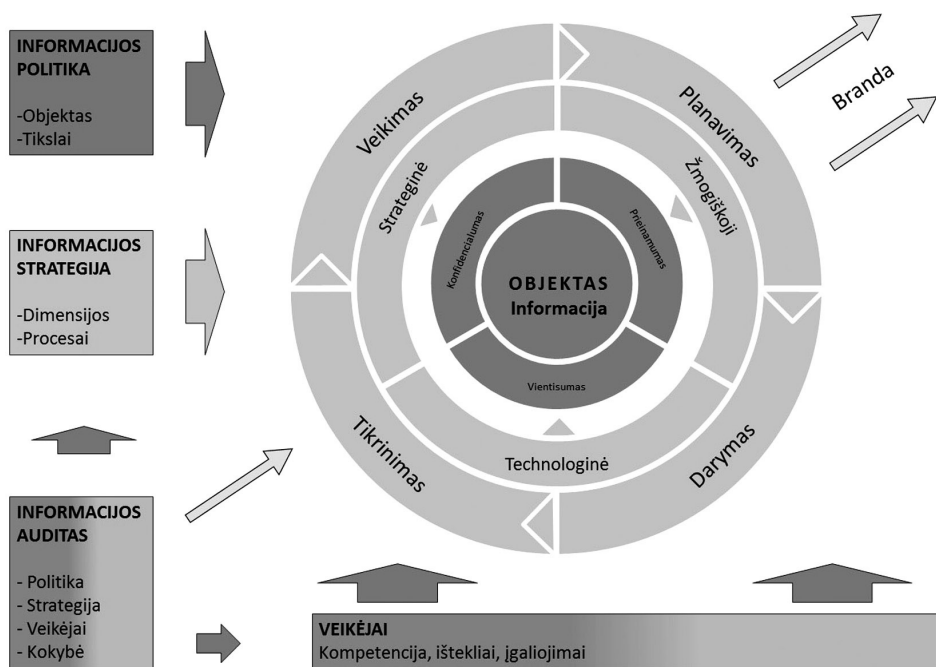 INFORMACIJOS
POLITIKA
-Objektas
-Tikslai
INFORMACIJOS
STRATEGIJA
-Dimensijos
-Procesai
INFORMACIJOS
AUDITAS
- Politika
- Strategija
- Veikėjai
- Kokybė
Veikimas
Planavimas
Darymas
Tikrinimas
Strateginė
Žmogiškoji
Technologinė
Konfidencialumas
Prieinamumas
Vientisumas
OBJEKTAS
Informacija
Branda
VEIKĖJAI
Kompetencija, ištekliai, įgaliojimai